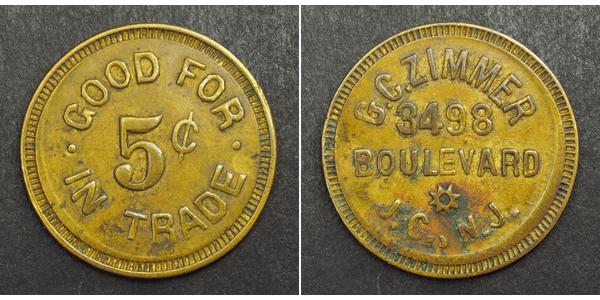 · GOOD FOR ·
5¢
IN TRADE
G.C.ZIMMER
3498
BOULEVARD
J.C., N.J.